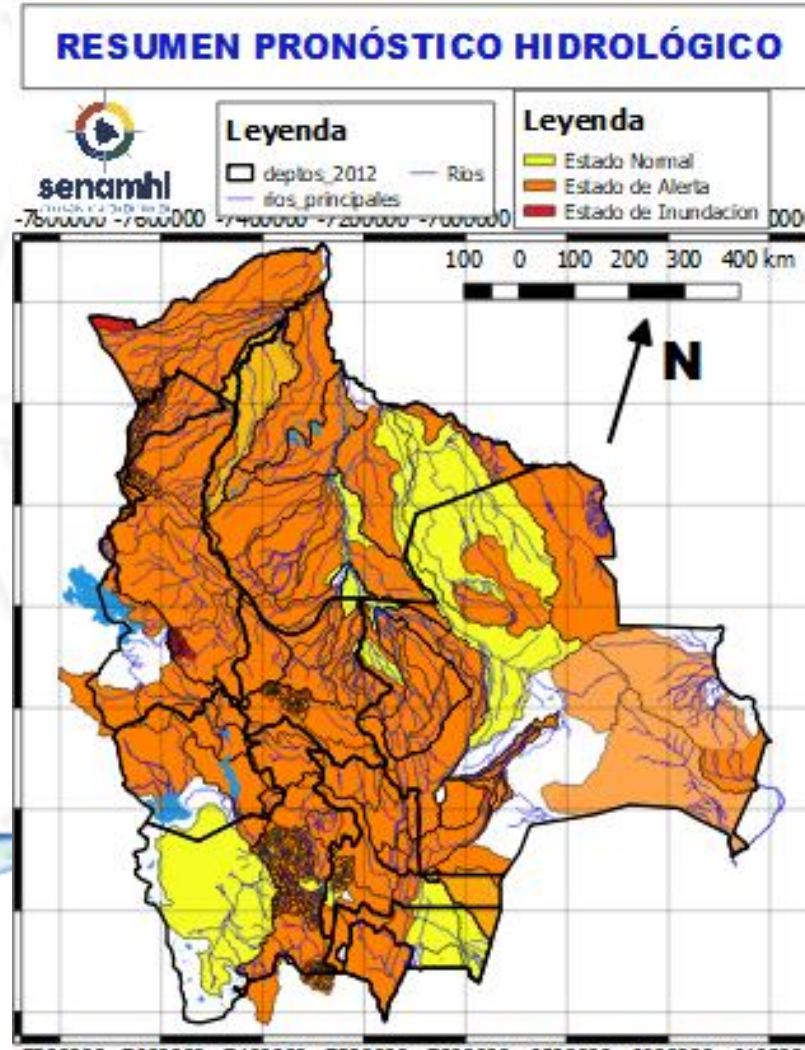 RESUMEN PRONÓSTICO HIDROLÓGICO
senamhi
Leyenda
deptos_2012
Rios
rios_principales
Leyenda
Estado Normal
Estado de Alerta
Estado de Inundacion
-7600000 -7400000 -7200000 -7000000
100 0 100 200 300 400 km
N